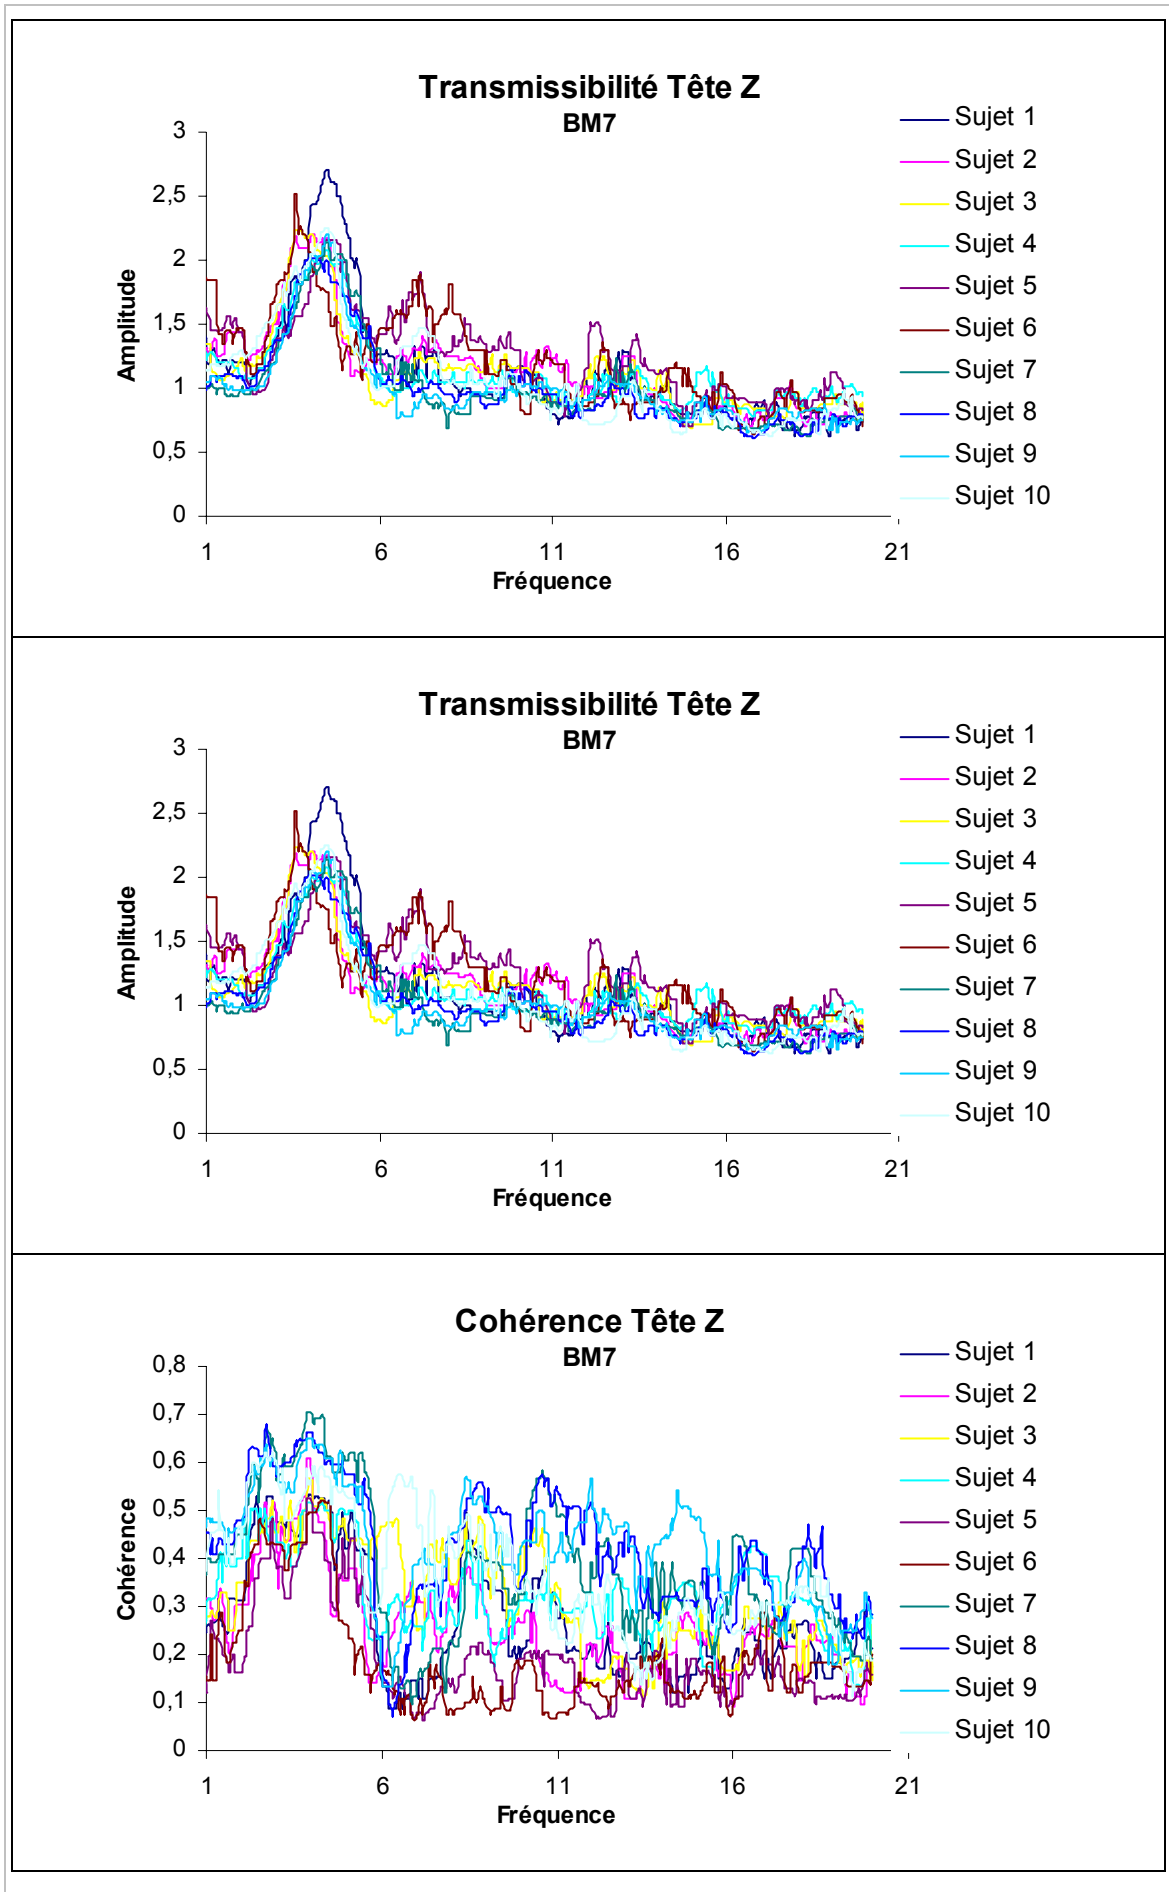 Transmissibilité Tête Z
BM7
3
2,5
2
1,5
1
0,5
0
Amplitude
1 6 11 16 21
Fréquence
Sujet 1
Sujet 2
Sujet 3
Sujet 4
Sujet 5
Sujet 6
Sujet 7
Sujet 8
Sujet 9
Sujet 10
Transmissibilité Tête Z
BM7
3
2,5
2
1,5
1
0,5
0
Amplitude
1 6 11 16 21
Fréquence
Sujet 1
Sujet 2
Sujet 3
Sujet 4
Sujet 5
Sujet 6
Sujet 7
Sujet 8
Sujet 9
Sujet 10
Cohérence Tête Z
BM7
0,8
0,7
0,6
0,5
0,4
0,3
0,2
0,1
0
Cohérence
1 6 11 16 21
Fréquence
Sujet 1
Sujet 2
Sujet 3
Sujet 4
Sujet 5
Sujet 6
Sujet 7
Sujet 8
Sujet 9
Sujet 10